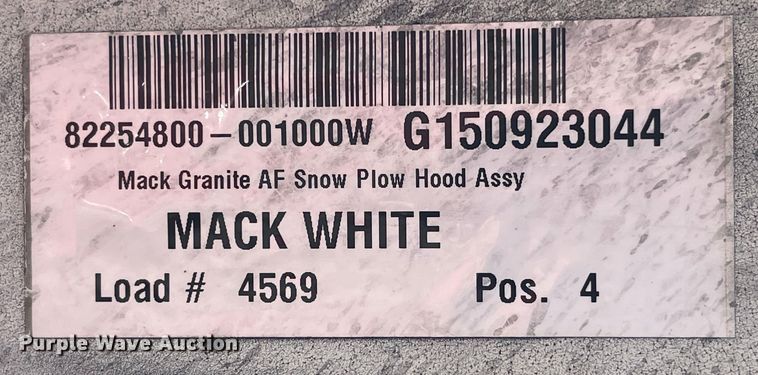 82254800-001000W G150923044
Mack Granite AF Snow Plow Hood Assy
MACK WHITE
Load # 4569 Pos. 4
Purple Wave Auction